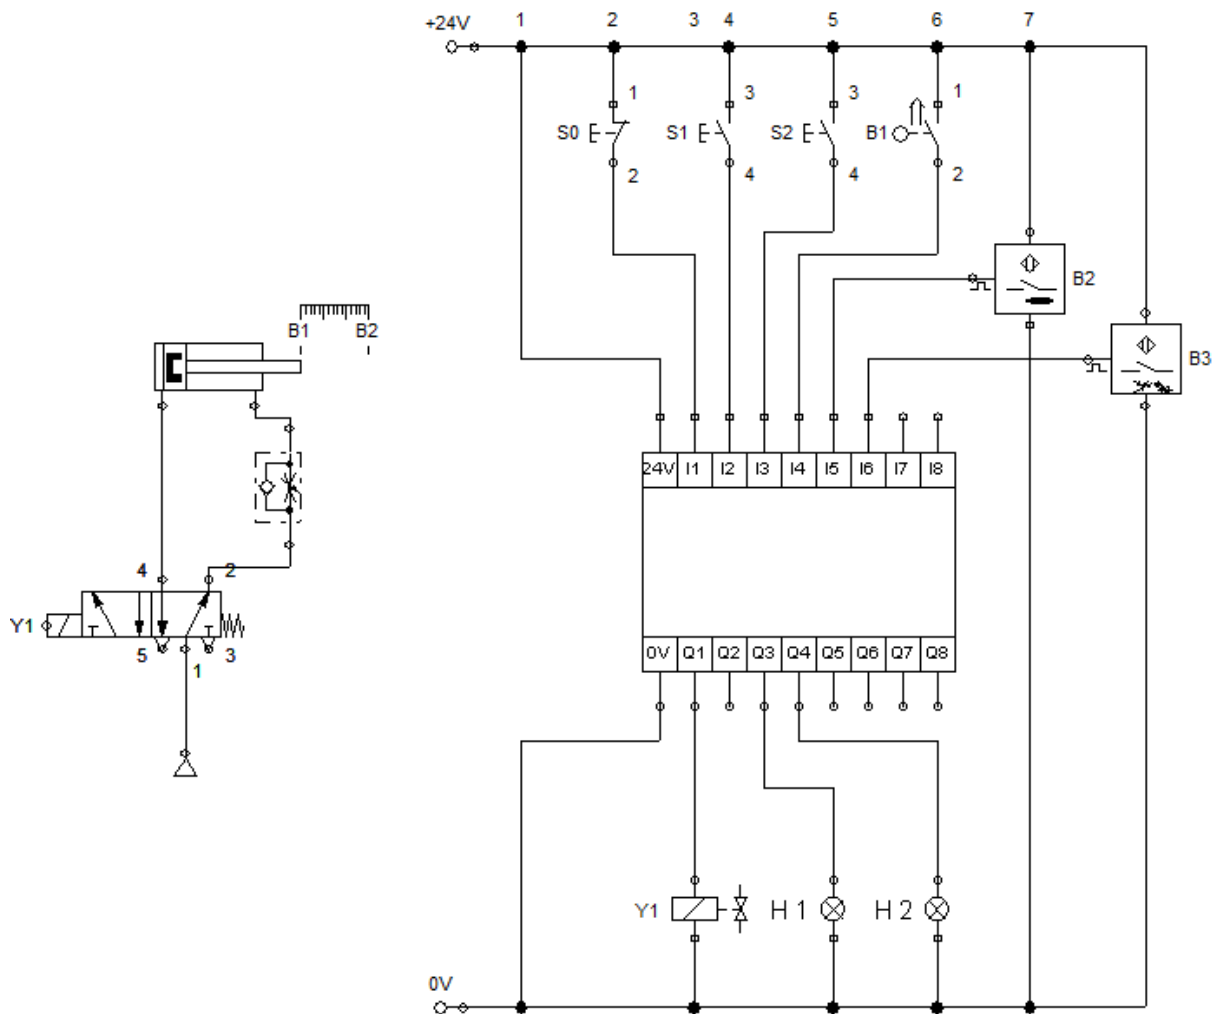 +24V 1 2 3 4 5 6 7
1 3 3 1
S0 S1 S2 B1
2 4 4 2
B2
B1 B2
B3
24V I1 I2 I3 I4 I5 I6 I7 I8
4 2
Y1
5 1 3
0V Q1 Q2 Q3 Q4 Q5 Q6 Q7 Q8
Y1 H1 H2
0V